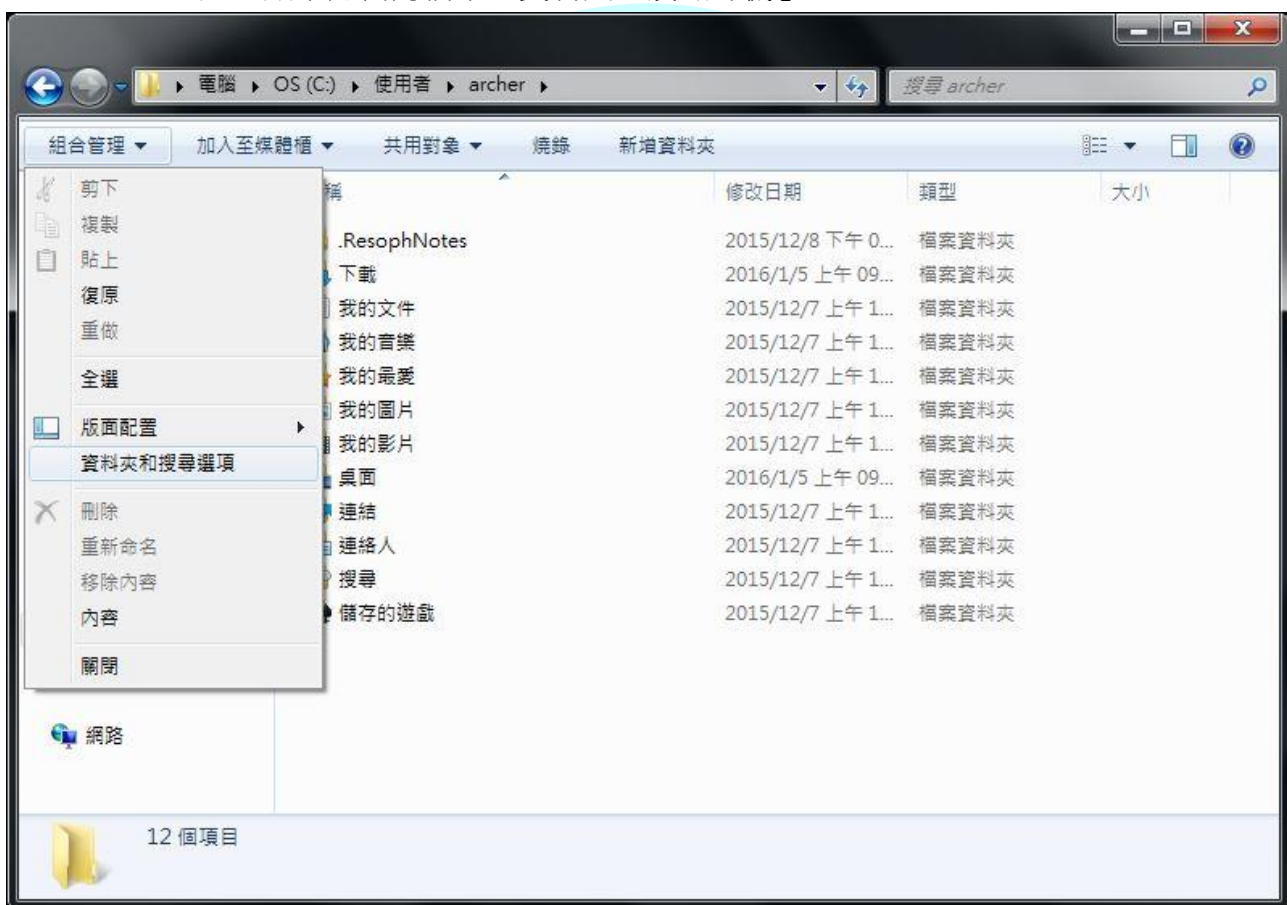 電腦 ▸ OS (C:) ▸ 使用者 ▸ archer ▸
搜尋 archer
組合管理 加入至媒體櫃 共用對象 燒錄 新增資料夾
剪下
複製
貼上
復原
重做
全選
版面配置
資料夾和搜尋選項
刪除
重新命名
移除內容
內容
關閉
網路
稱 修改日期 類型 大小
.ResophNotes 2015/12/8 下午 0... 檔案資料夾
下載 2016/1/5 上午 09... 檔案資料夾
我的文件 2015/12/7 上午 1... 檔案資料夾
我的音樂 2015/12/7 上午 1... 檔案資料夾
我的最愛 2015/12/7 上午 1... 檔案資料夾
我的圖片 2015/12/7 上午 1... 檔案資料夾
我的影片 2015/12/7 上午 1... 檔案資料夾
桌面 2016/1/5 上午 09... 檔案資料夾
連結 2015/12/7 上午 1... 檔案資料夾
連絡人 2015/12/7 上午 1... 檔案資料夾
搜尋 2015/12/7 上午 1... 檔案資料夾
儲存的遊戲 2015/12/7 上午 1... 檔案資料夾
12 個項目